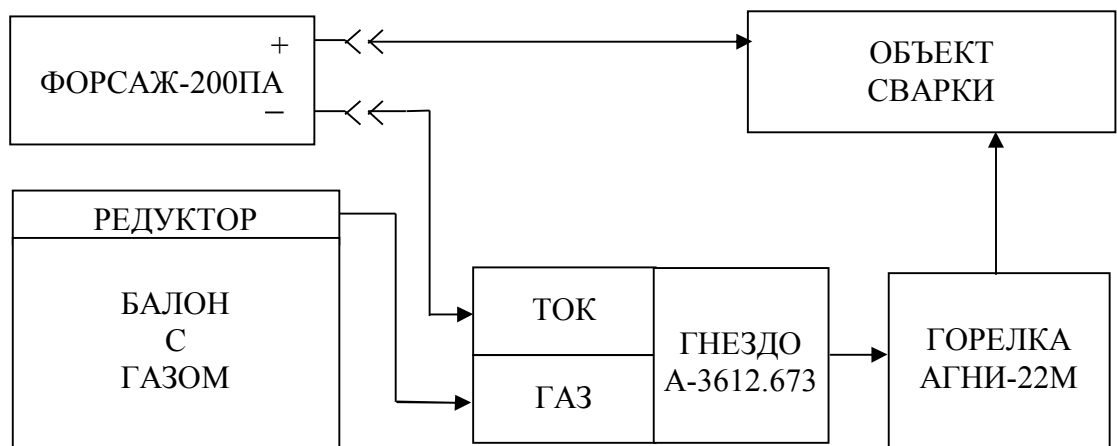 +
ФОРСАЖ-200ПА
−
ОБЪЕКТ
СВАРКИ
РЕДУКТОР
БАЛОН
С
ГАЗОМ
ТОК
ГАЗ
ГНЕЗДО
А-3612.673
ГОРЕЛКА
АГНИ-22М